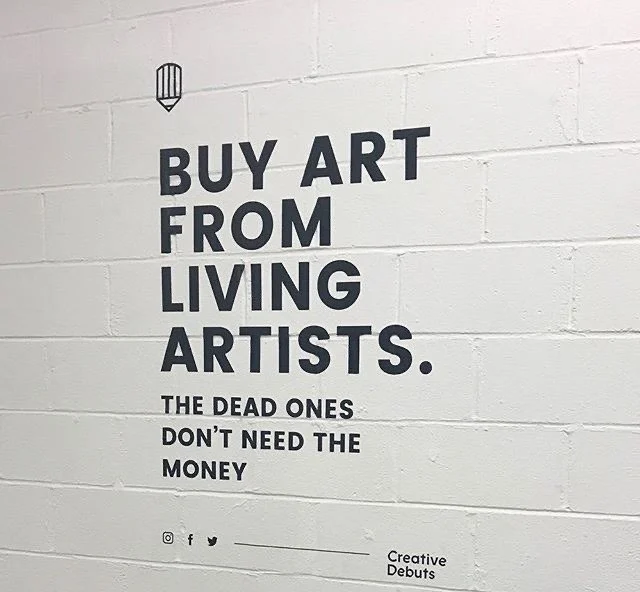 BUY ART
FROM
LIVING
ARTISTS.
THE DEAD ONES
DON'T NEED THE
MONEY
Creative
Debuts